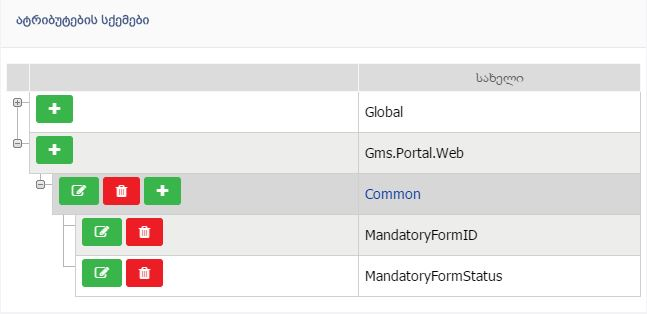 ატრიბუტების სქემები
სახელი
Global
Gms.Portal.Web
Common
MandatoryFormID
MandatoryFormStatus